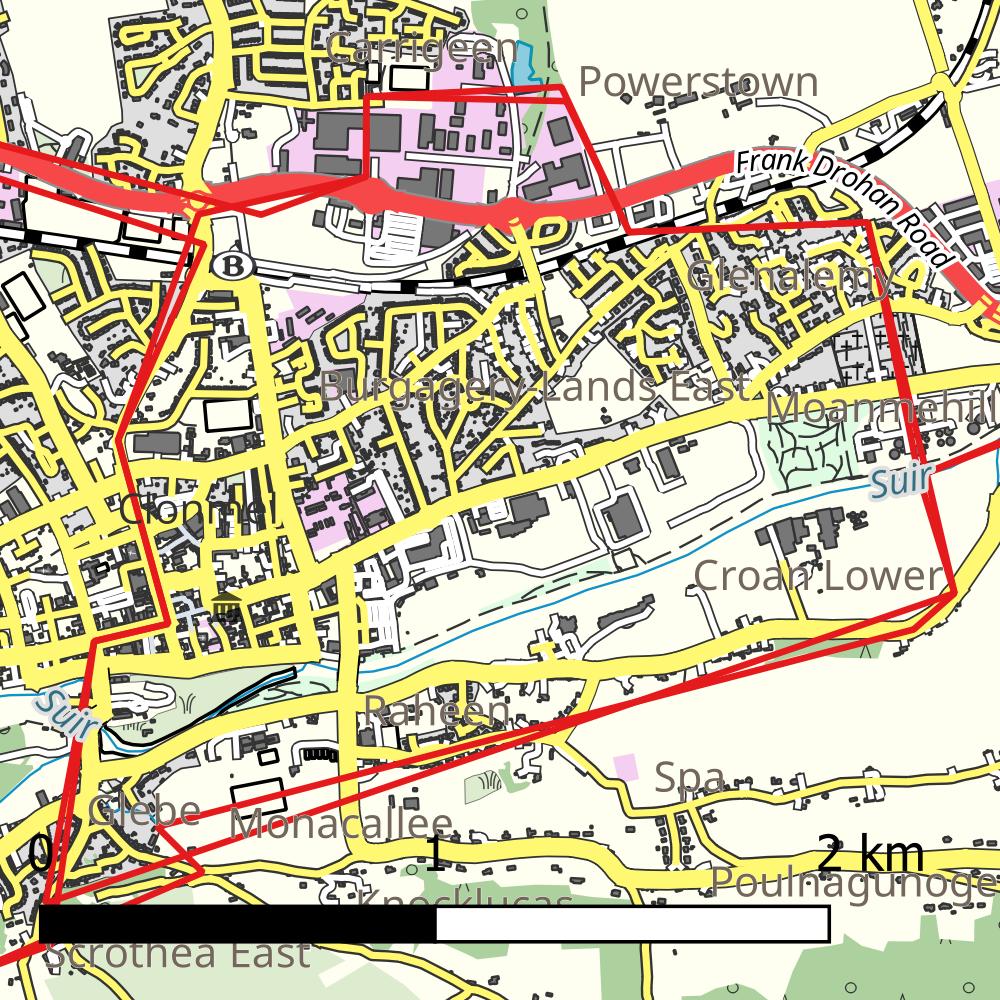 Carrigeen
Powerstown
Frank Drohan Road
B
Glenalemy
Burgagery-Lands East
Moanmehill
Suir
Clonmel
Croan Lower
Suir
Raheen
Spa
Glebe
Monacallee
0 1 2 km
Poulnagunoge
Knocklucas
Scrothea East